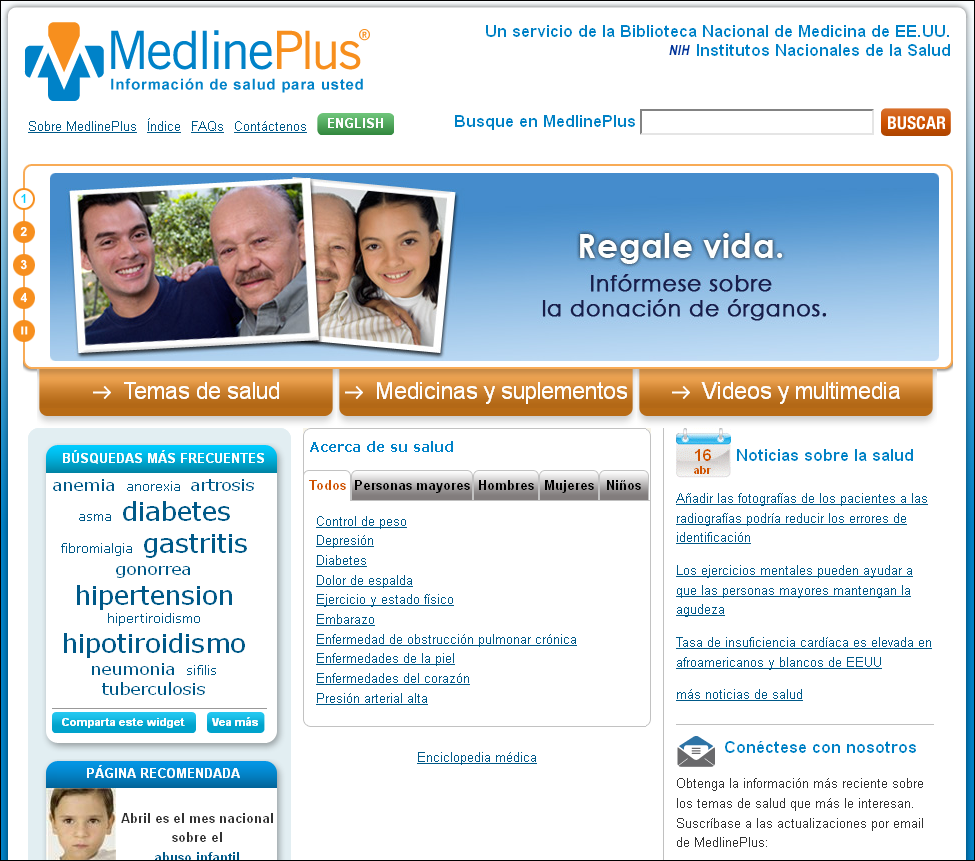 MedlinePlus®
Información de salud para usted
Un servicio de la Biblioteca Nacional de Medicina de EE.UU.
NIH Institutos Nacionales de la Salud
Sobre MedlinePlus Índice FAQs Contáctenos ENGLISH
Busque en MedlinePlus BUSCAR
1
2
3
4
Regale vida.
Infórmese sobre
la donación de órganos.
→ Temas de salud
→ Medicinas y suplementos
→ Videos y multimedia
BÚSQUEDAS MÁS FRECUENTES
anemia anorexia artrosis
asma diabetes
fibromialgia gastritis
gonorrea
hipertension
hipertiroidismo
hipotiroidismo
neumonia sifilis
tuberculosis
Comparta este widget Vea más
PÁGINA RECOMENDADA
Abril es el mes nacional
sobre el
abuso infantil
Acerca de su salud
Todos Personas mayores Hombres Mujeres Niños
Control de peso
Depresión
Diabetes
Dolor de espalda
Ejercicio y estado físico
Embarazo
Enfermedad de obstrucción pulmonar crónica
Enfermedades de la piel
Enfermedades del corazón
Presión arterial alta
Enciclopedia médica
16
abr
Noticias sobre la salud
Añadir las fotografías de los pacientes a las
radiografías podría reducir los errores de
identificación
Los ejercicios mentales pueden ayudar a
que las personas mayores mantengan la
agudeza
Tasa de insuficiencia cardíaca es elevada en
afroamericanos y blancos de EEUU
más noticias de salud
Conéctese con nosotros
Obtenga la información más reciente sobre
los temas de salud que más le interesan.
Suscríbase a las actualizaciones por email
de MedlinePlus: